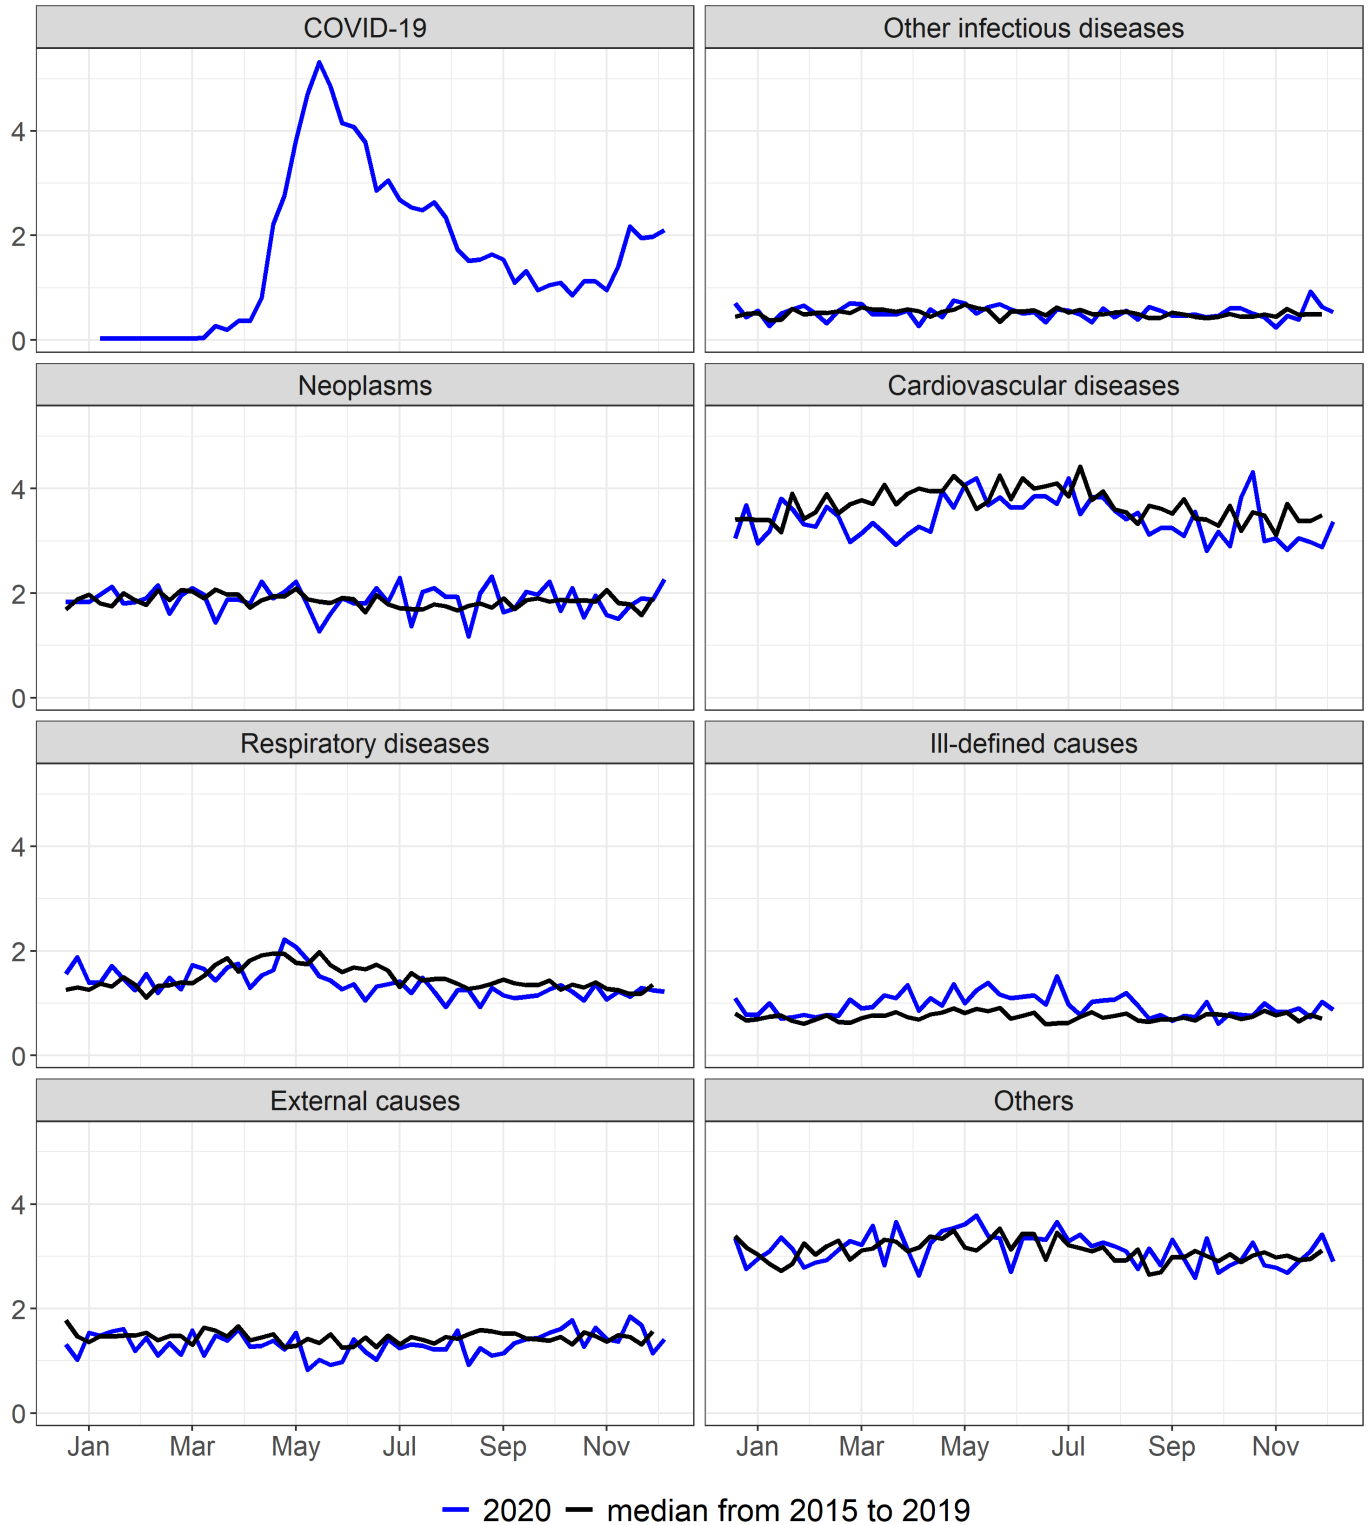 COVID-19
Other infectious diseases
4
2
0
Neoplasms
Cardiovascular diseases
4
2
0
Respiratory diseases
Ill-defined causes
4
2
0
External causes
Others
4
2
0
Jan Mar May Jul Sep Nov
Jan Mar May Jul Sep Nov
2020 median from 2015 to 2019